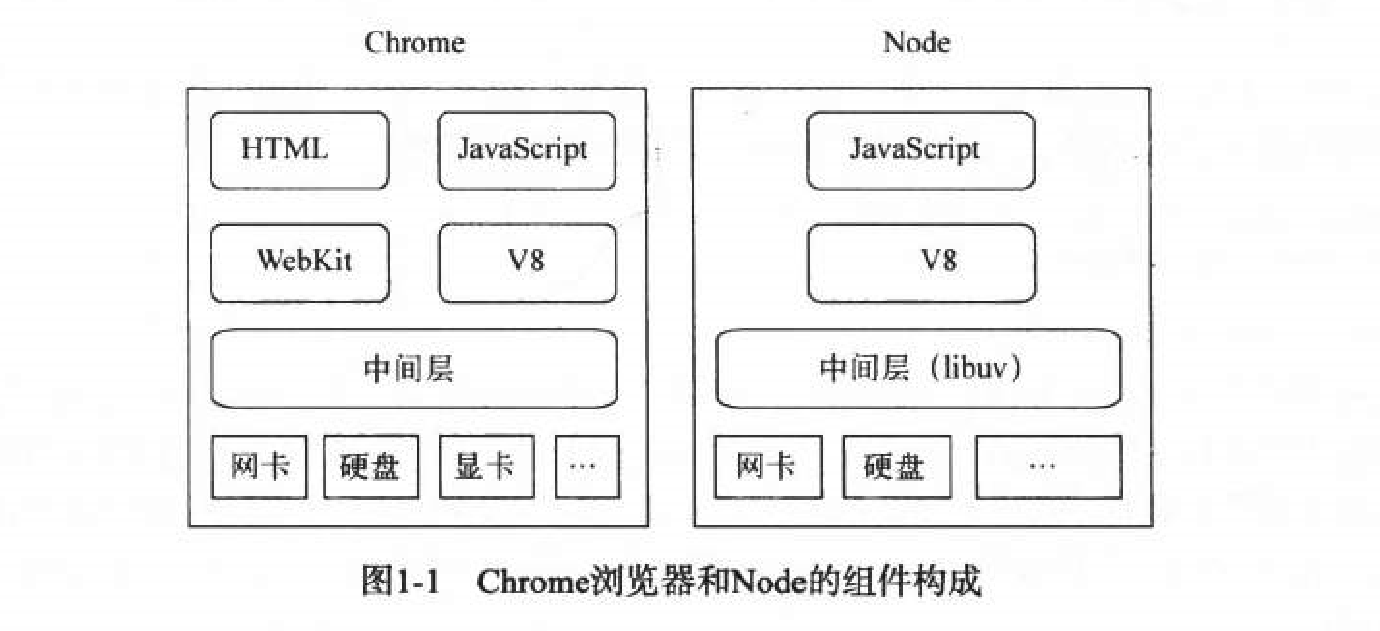 Chrome Node
HTML JavaScript JavaScript
WebKit V8 V8
中间层 中间层（libuv）
网卡 硬盘 显卡 … 网卡 硬盘 …
图1-1 Chrome浏览器和Node的组件构成